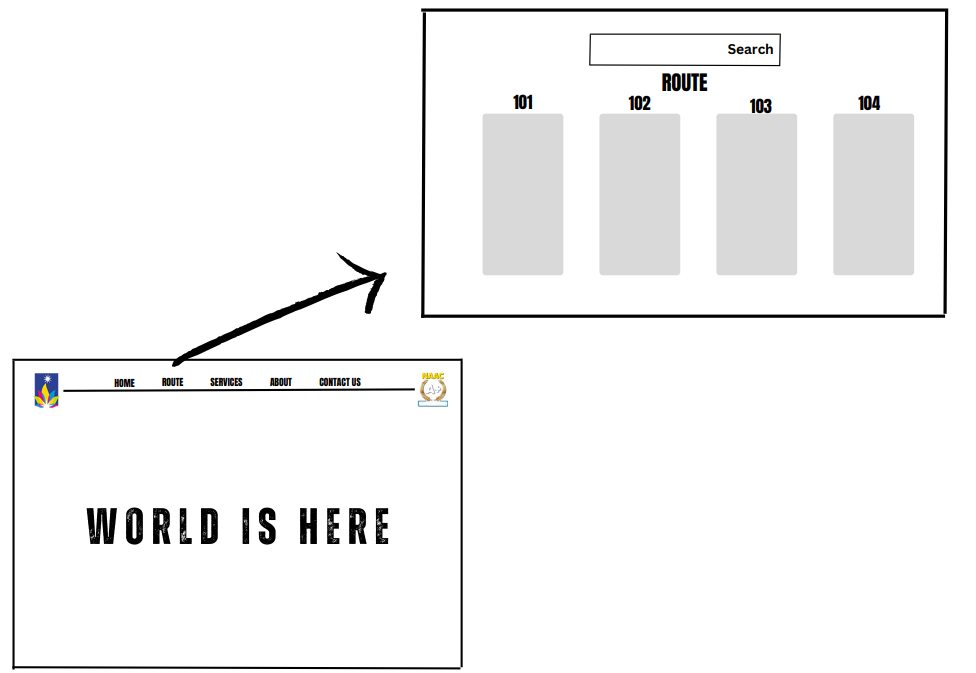 Search
ROUTE
101 102 103 104
HOME ROUTE SERVICES ABOUT CONTACT US
NAAC
A+
WORLD IS HERE